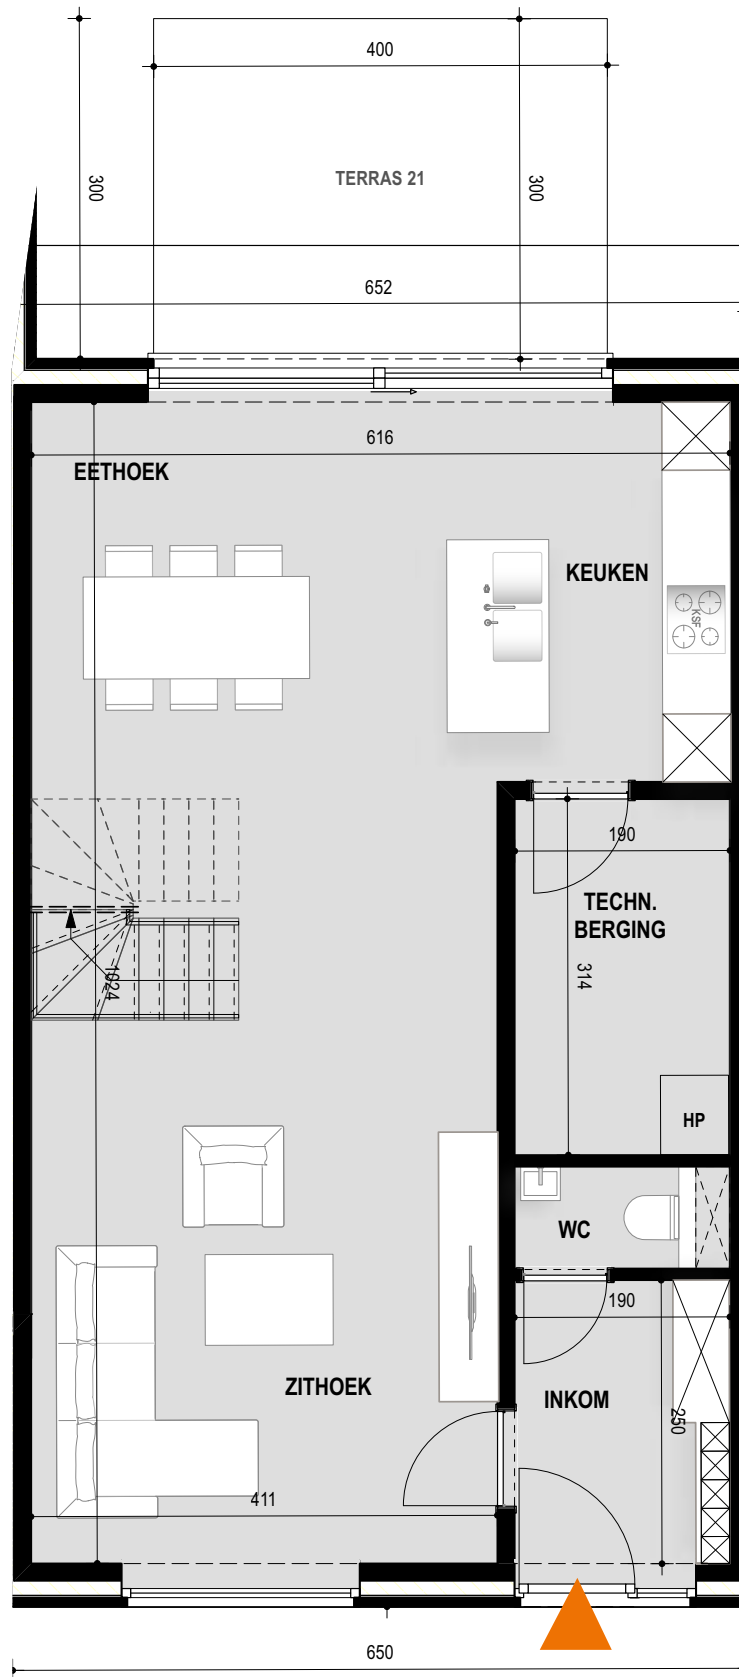 400
300
TERRAS 21
300
652
616
EETHOEK
KEUKEN
KSF
190
TECHN.
BERGING
1024
314
HP
WC
190
ZITHOEK
INKOM
250
411
650